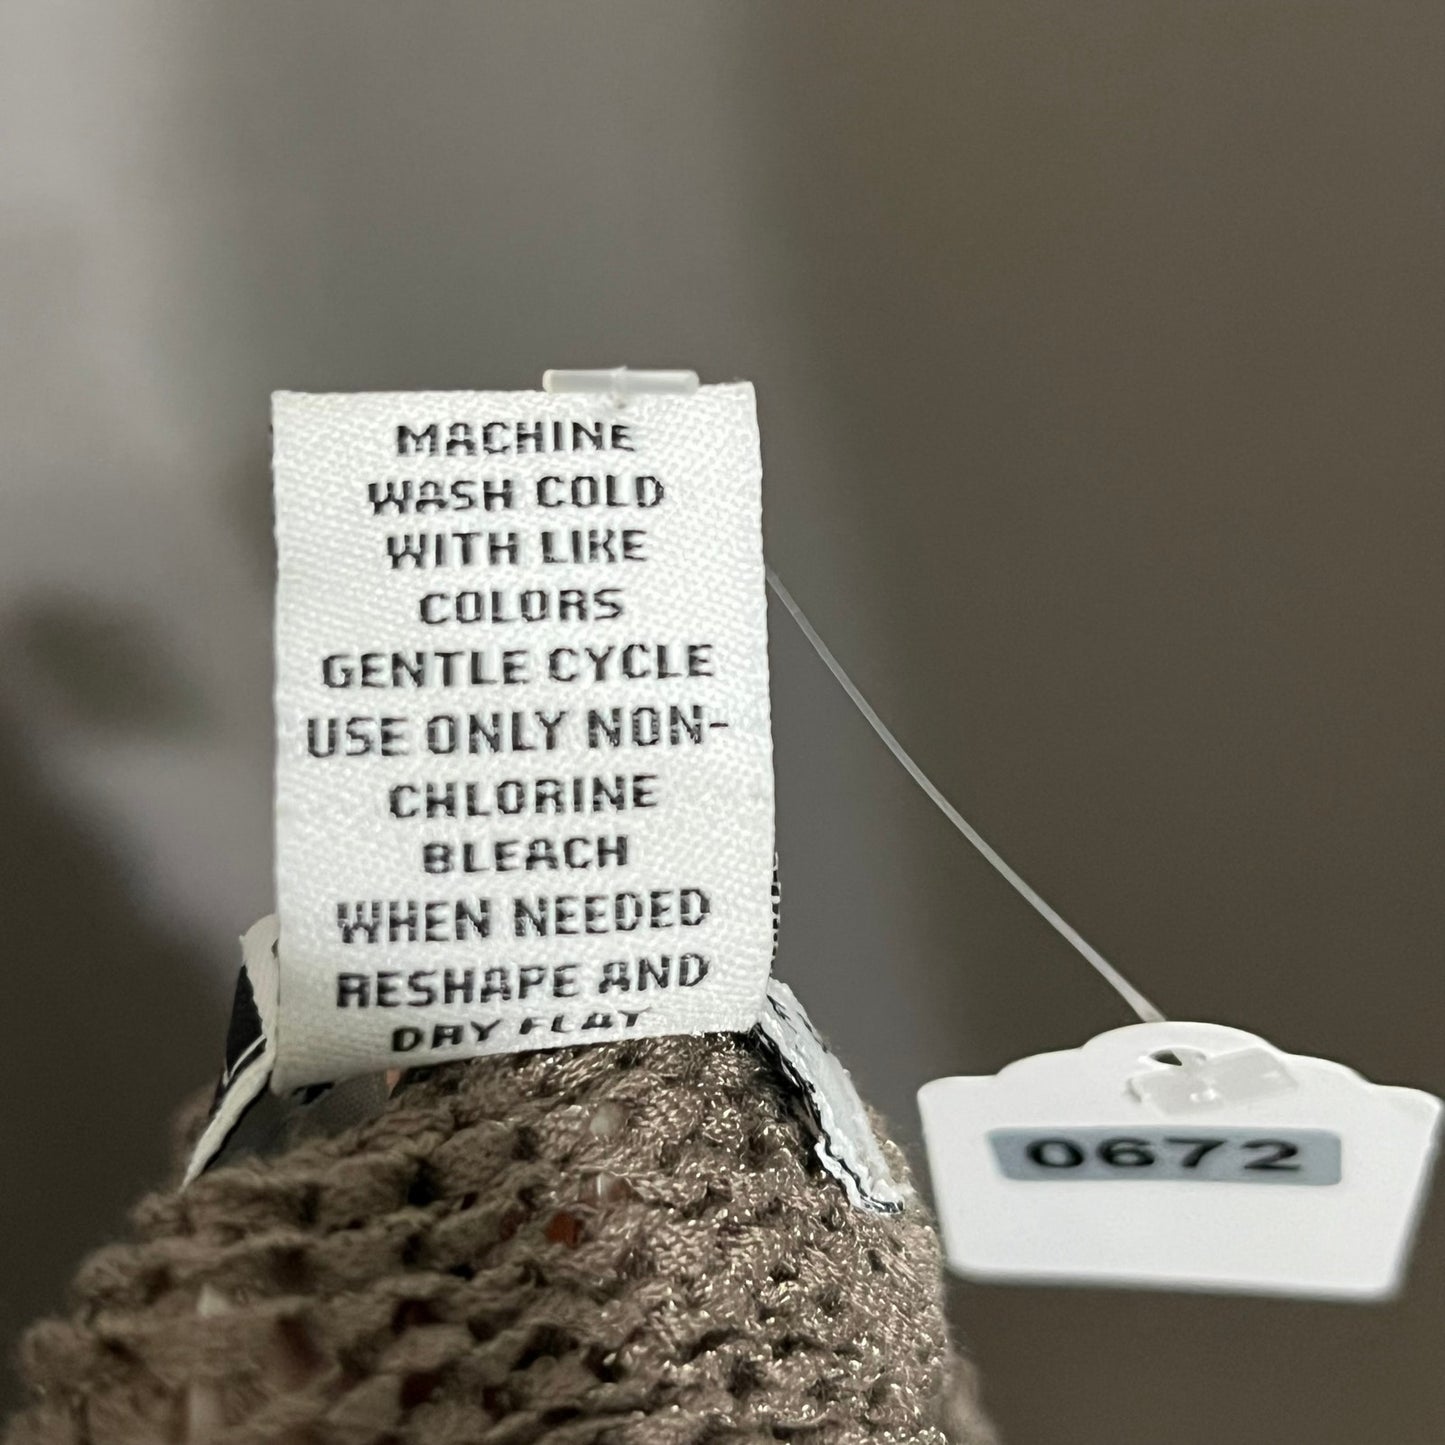 MACHINE
WASH COLD
WITH LIKE
COLORS
GENTLE CYCLE
USE ONLY NON-
CHLORINE
BLEACH
WHEN NEEDED
RESHAPE AND
DRY FLAT
0672